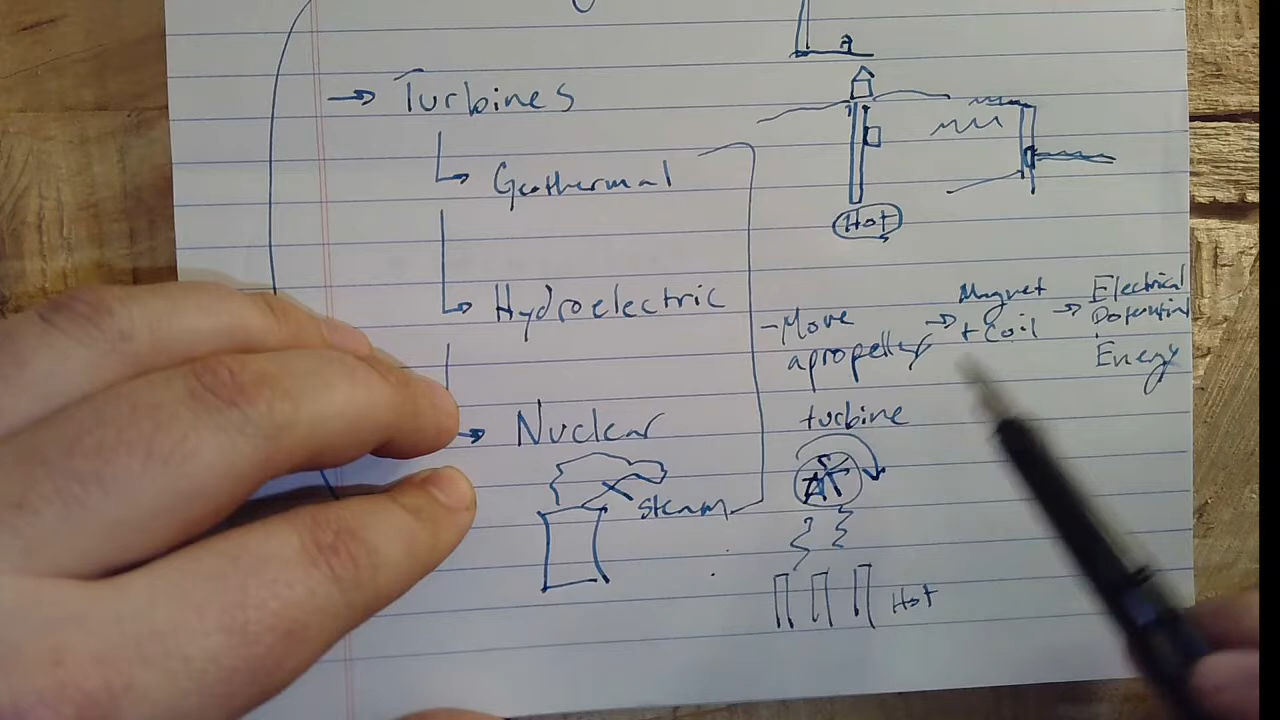 → Turbines
↳ Geothermal
Hot
↳ Hydroelectric
- Move a propeller → Magnet + Coil → Electrical Potential Energy
→ Nuclear
turbine
steam
Hot